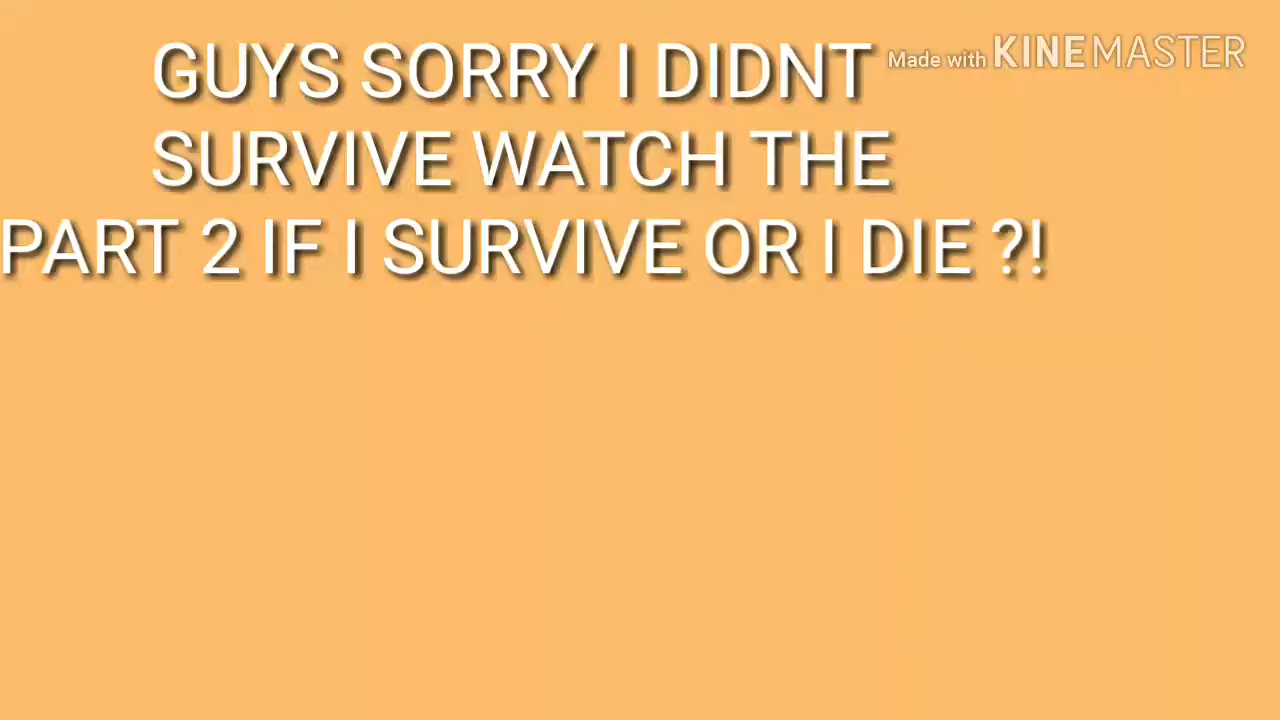 GUYS SORRY I DIDNT
Made with KINEMASTER
SURVIVE WATCH THE
PART 2 IF I SURVIVE OR I DIE ?!